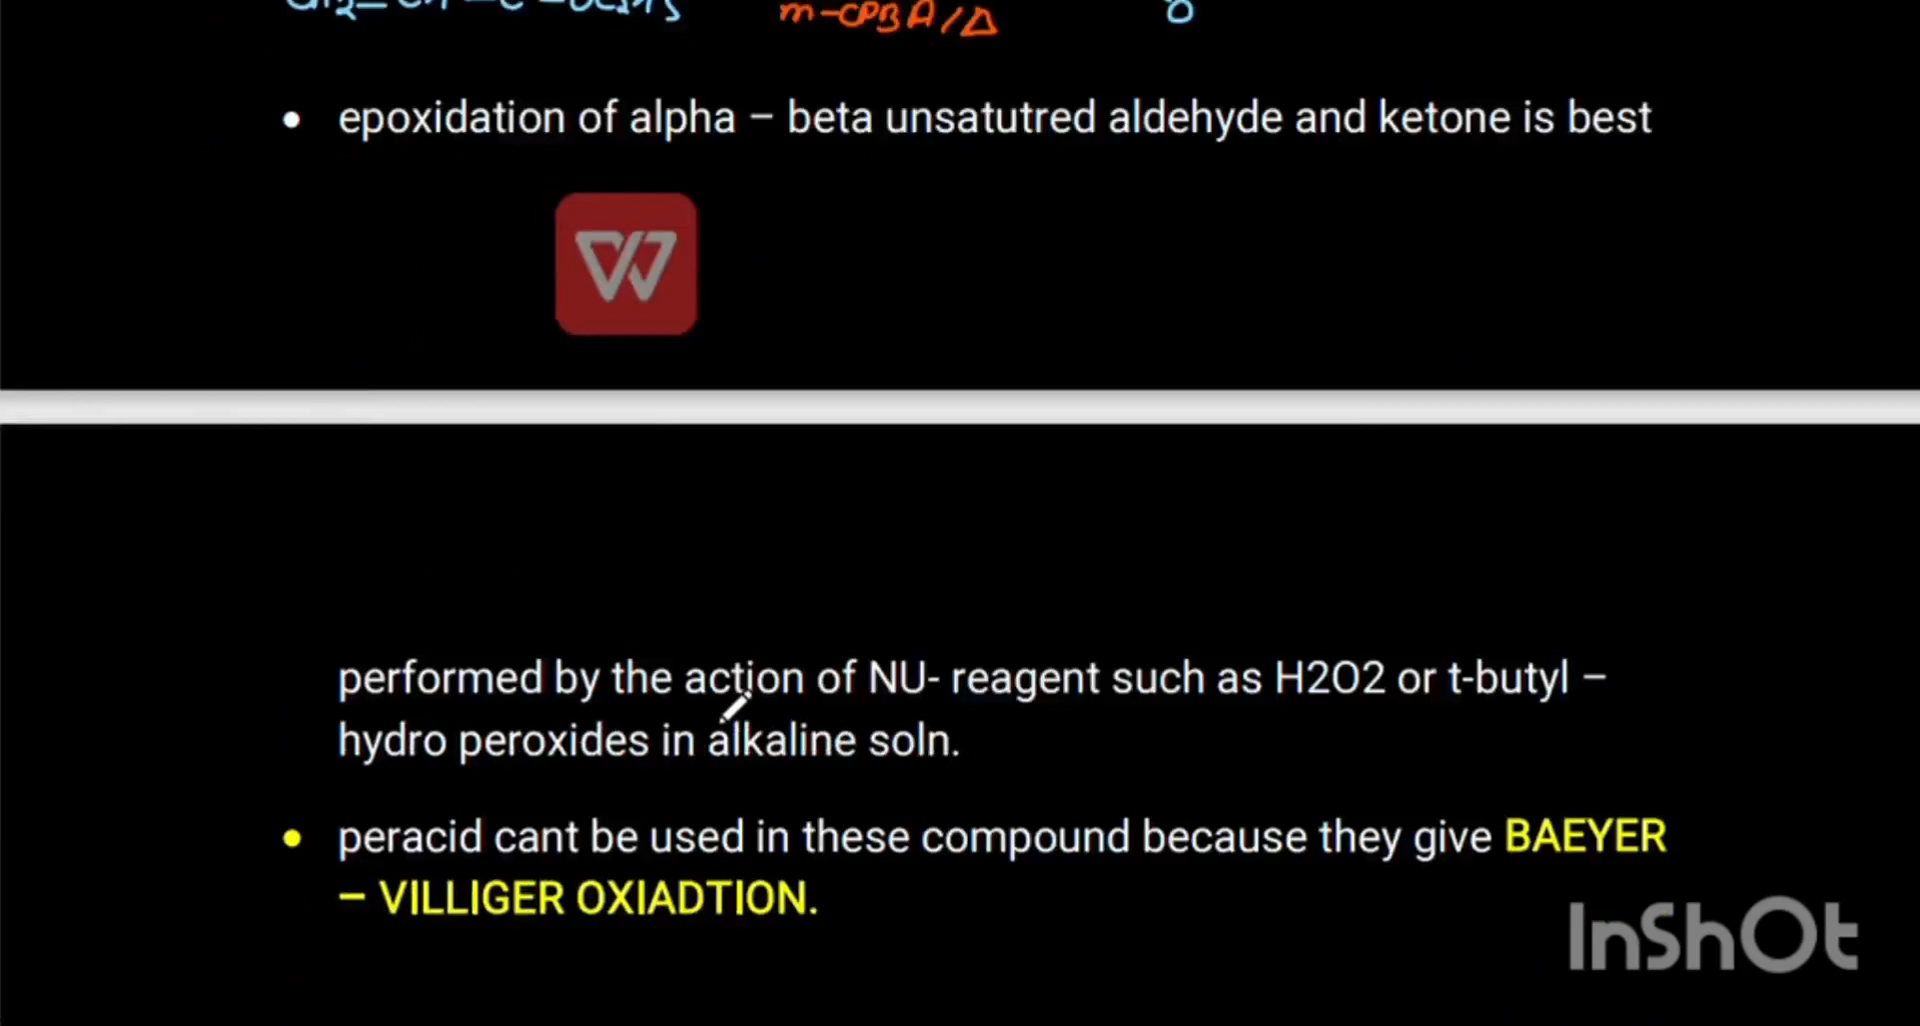 m-CPBA/Δ
• epoxidation of alpha – beta unsatutred aldehyde and ketone is best
W
performed by the action of NU- reagent such as H2O2 or t-butyl –
hydro peroxides in alkaline soln.
• peracid cant be used in these compound because they give BAEYER
– VILLIGER OXIADTION.
InShOt